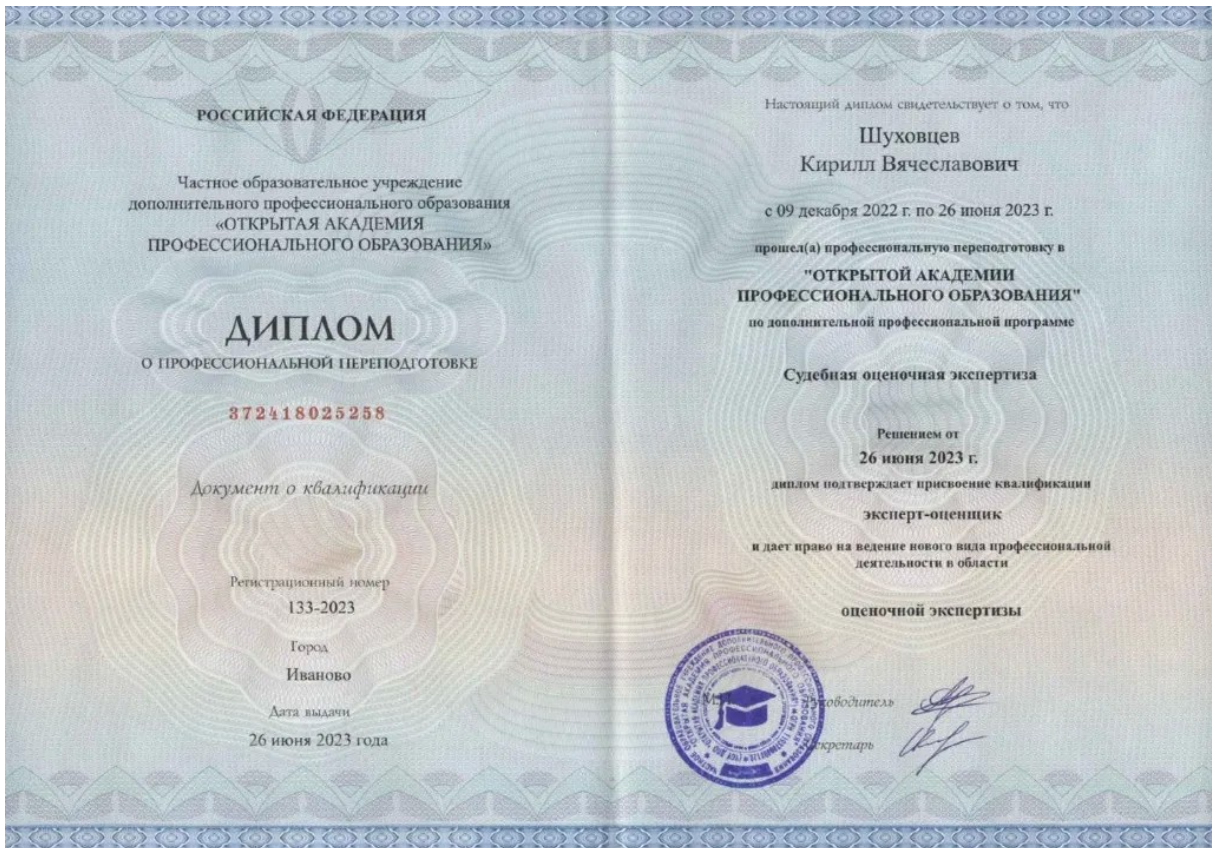 РОССИЙСКАЯ ФЕДЕРАЦИЯ
Частное образовательное учреждение
дополнительного профессионального образования
«ОТКРЫТАЯ АКАДЕМИЯ
ПРОФЕССИОНАЛЬНОГО ОБРАЗОВАНИЯ»
ДИПЛОМ
О ПРОФЕССИОНАЛЬНОЙ ПЕРЕПОДГОТОВКЕ
372418025258
Документ о квалификации
Регистрационный номер
133-2023
Город
Иваново
Дата выдачи
26 июня 2023 года
Настоящий диплом свидетельствует о том, что
Шуховцев
Кирилл Вячеславович
с 09 декабря 2022 г. по 26 июня 2023 г.
прошел(а) профессиональную переподготовку в
"ОТКРЫТОЙ АКАДЕМИИ
ПРОФЕССИОНАЛЬНОГО ОБРАЗОВАНИЯ"
по дополнительной профессиональной программе
Судебная оценочная экспертиза
Решением от
26 июня 2023 г.
диплом подтверждает присвоение квалификации
эксперт-оценщик
и дает право на ведение нового вида профессиональной
деятельности в области
оценочной экспертизы
Руководитель
Секретарь